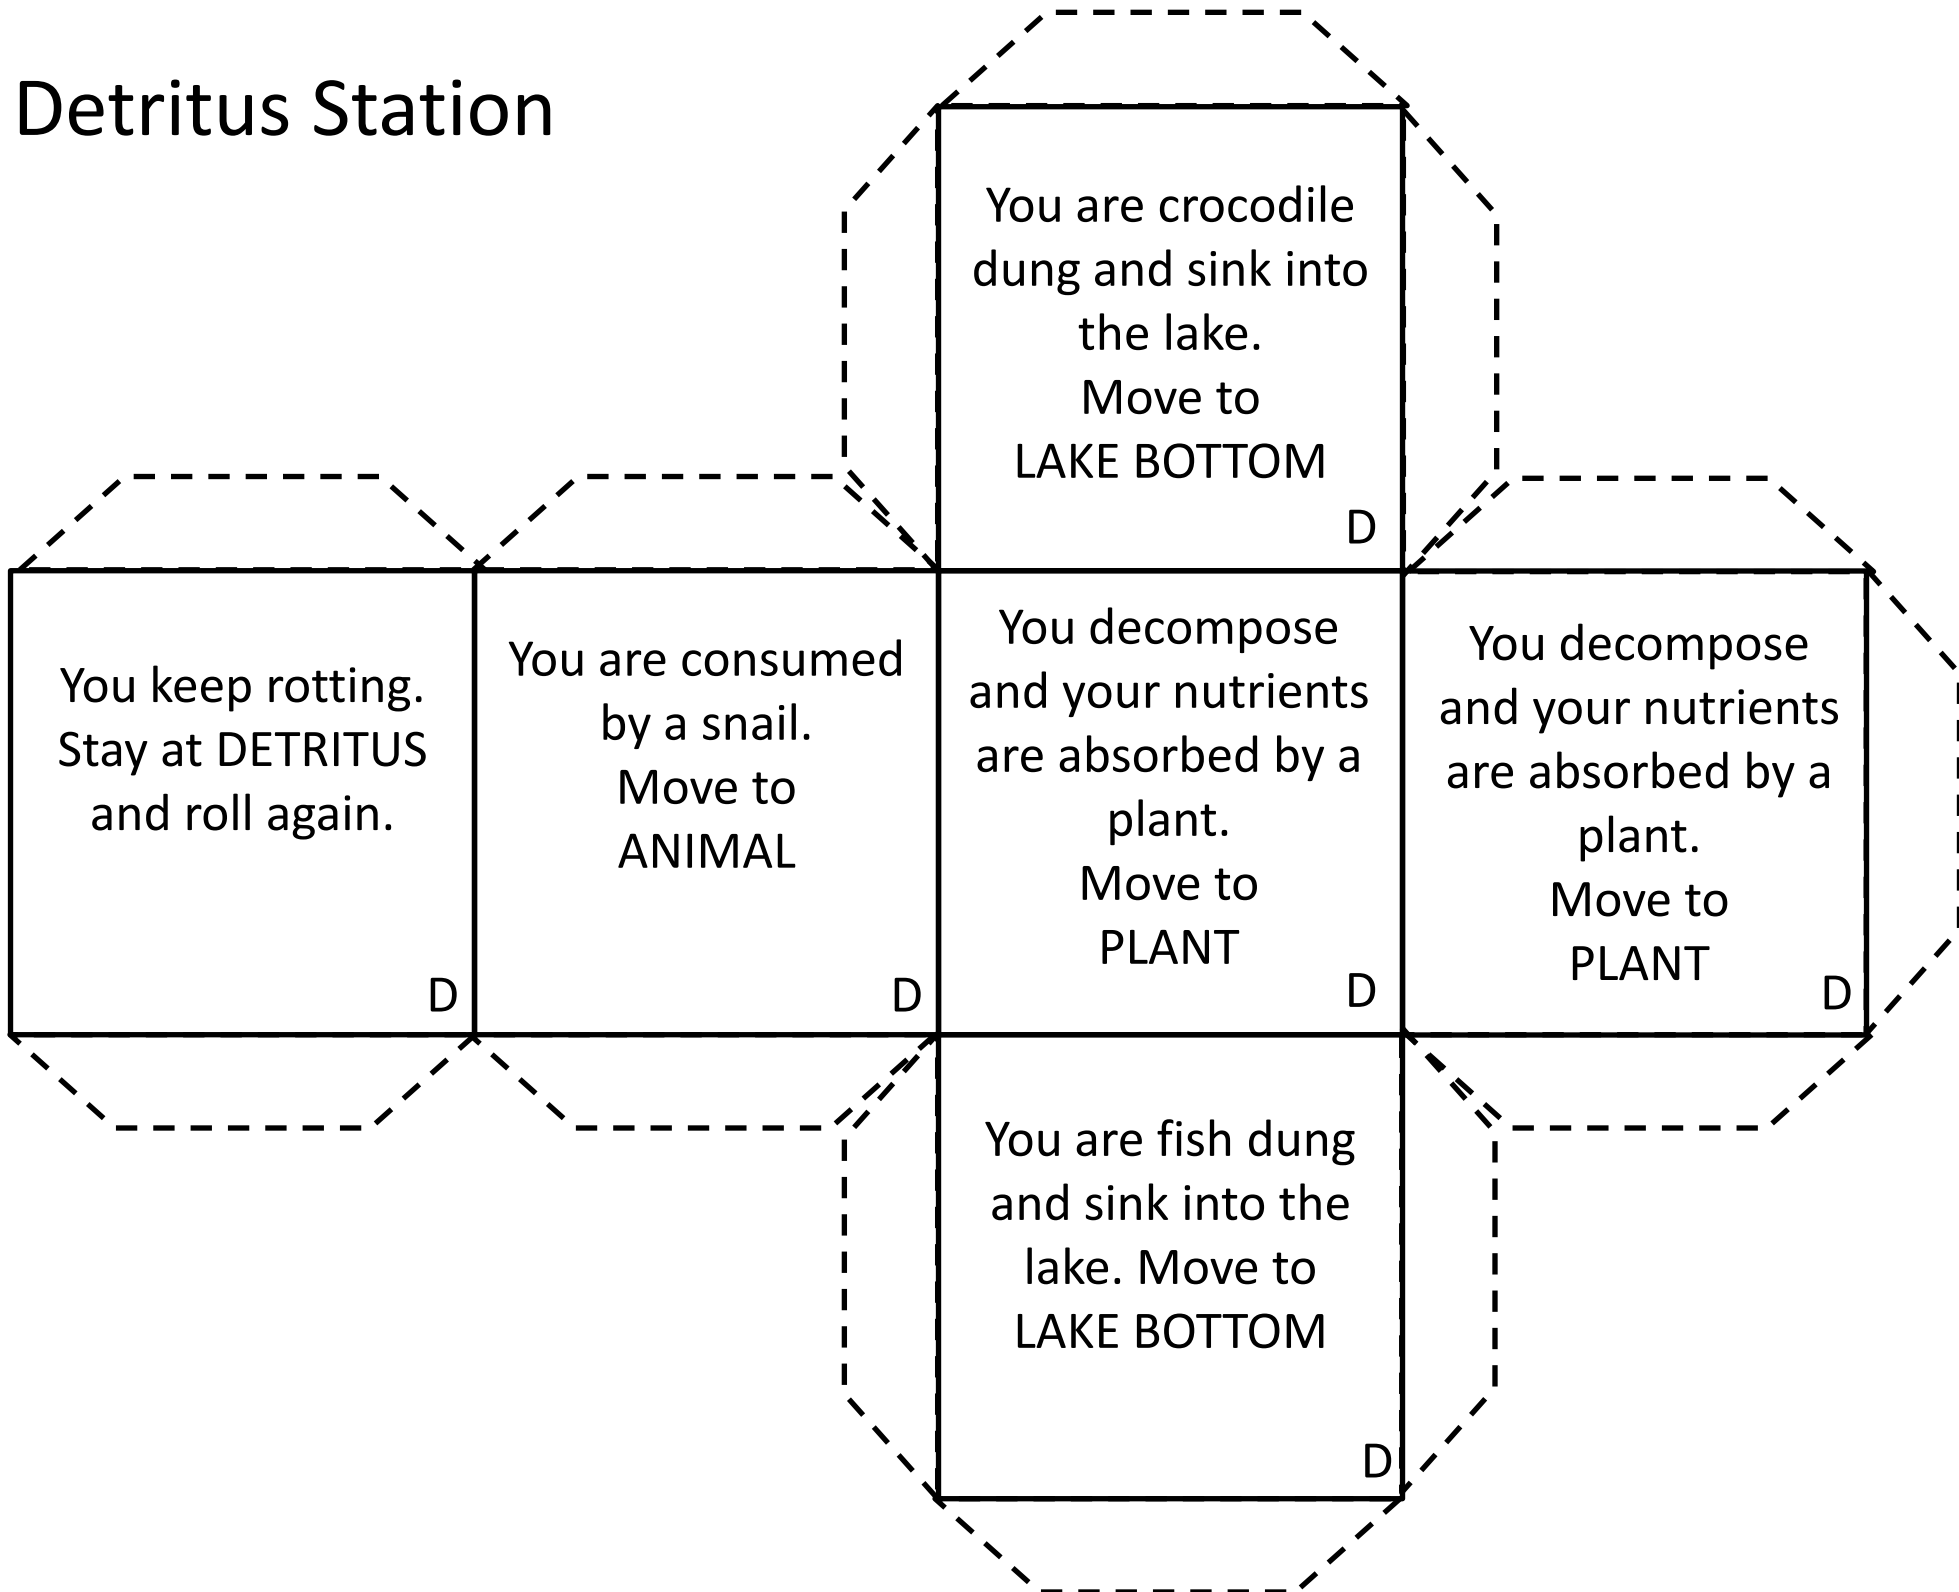 Detritus Station
You are crocodile
dung and sink into
the lake.
Move to
LAKE BOTTOM
D
You keep rotting.
Stay at DETRITUS
and roll again.
D
You are consumed
by a snail.
Move to
ANIMAL
D
You decompose
and your nutrients
are absorbed by a
plant.
Move to
PLANT
D
You decompose
and your nutrients
are absorbed by a
plant.
Move to
PLANT
D
You are fish dung
and sink into the
lake. Move to
LAKE BOTTOM
D